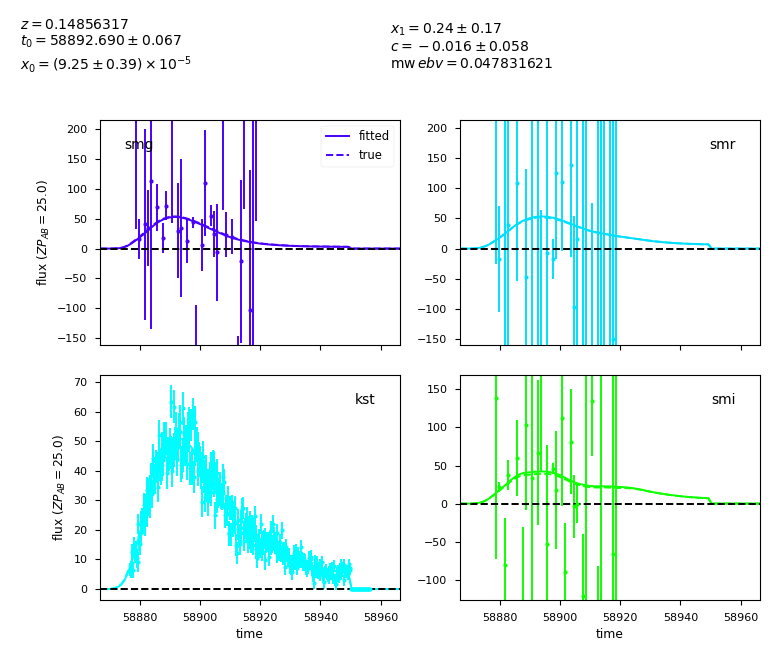 z = 0.14856317
t₀ = 58892.690 ± 0.067
x₀ = (9.25 ± 0.39) × 10⁻⁵
x₁ = 0.24 ± 0.17
c = −0.016 ± 0.058
mwebv = 0.047831621
200
150
100
50
0
−50
−100
−150
flux (ZP_AB = 25.0)
smg
fitted
true
200
150
100
50
0
−50
−100
−150
smr
70
60
50
40
30
20
10
0
flux (ZP_AB = 25.0)
kst
58880 58900 58920 58940 58960
time
150
100
50
0
−50
−100
smi
58880 58900 58920 58940 58960
time